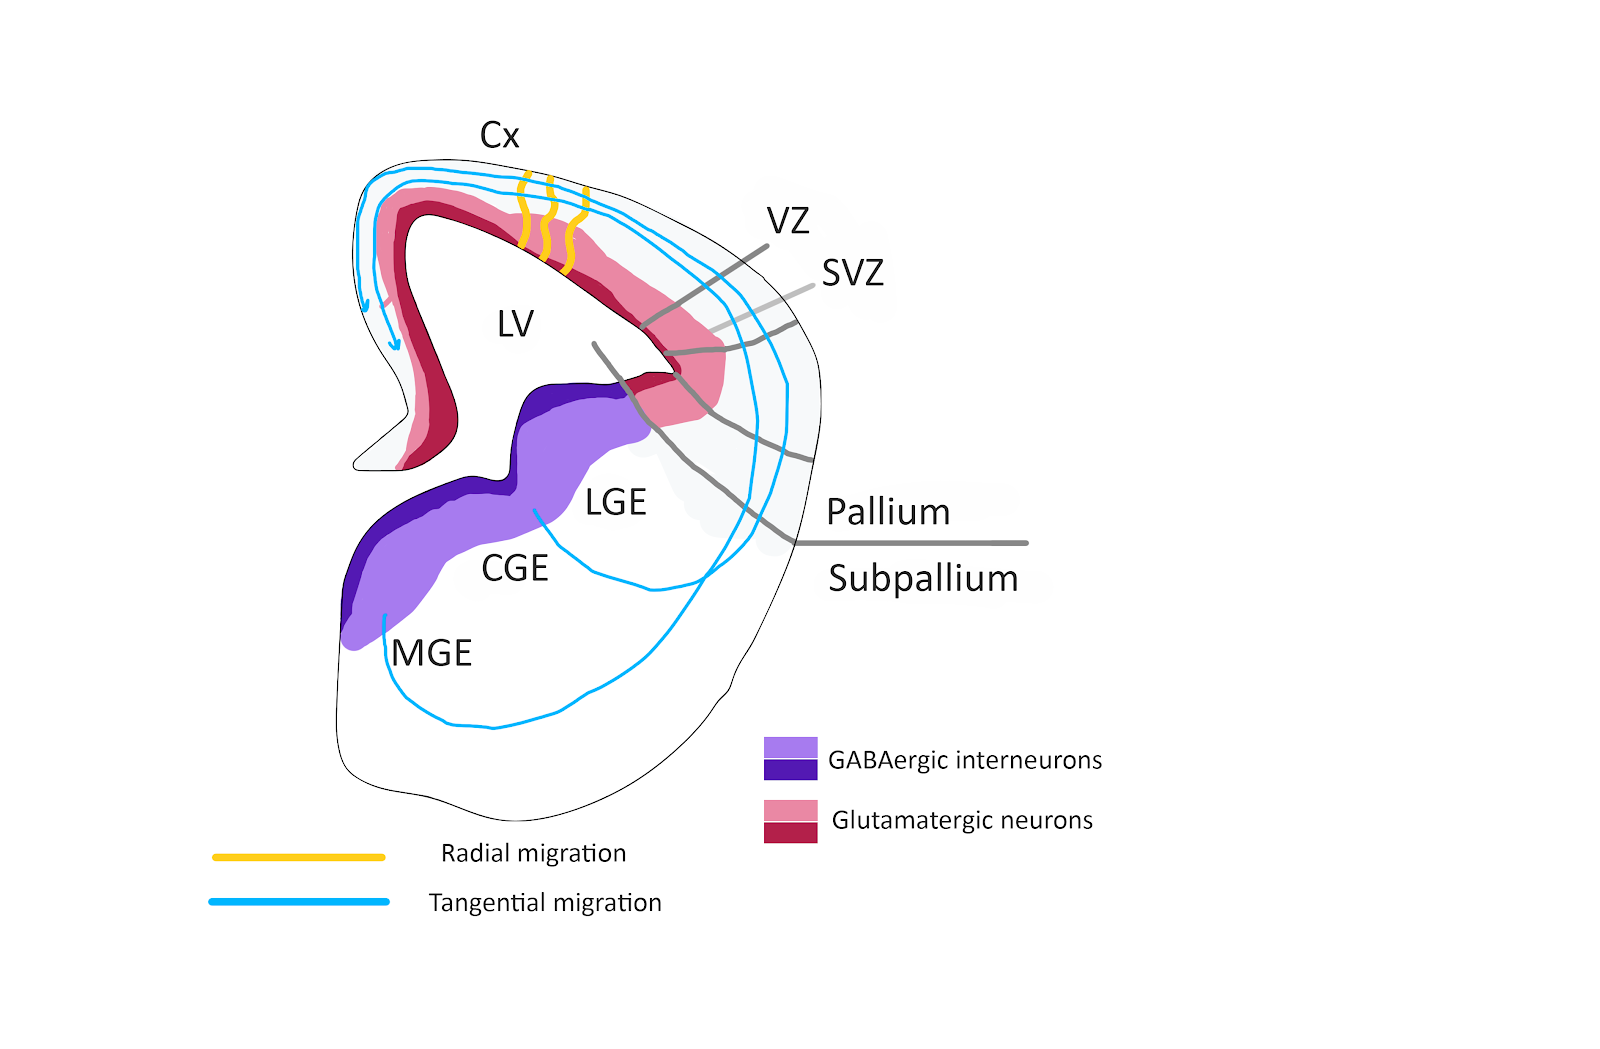 Cx
VZ
SVZ
LV
LGE
Pallium
CGE
Subpallium
MGE
GABAergic interneurons
Glutamatergic neurons
Radial migration
Tangential migration